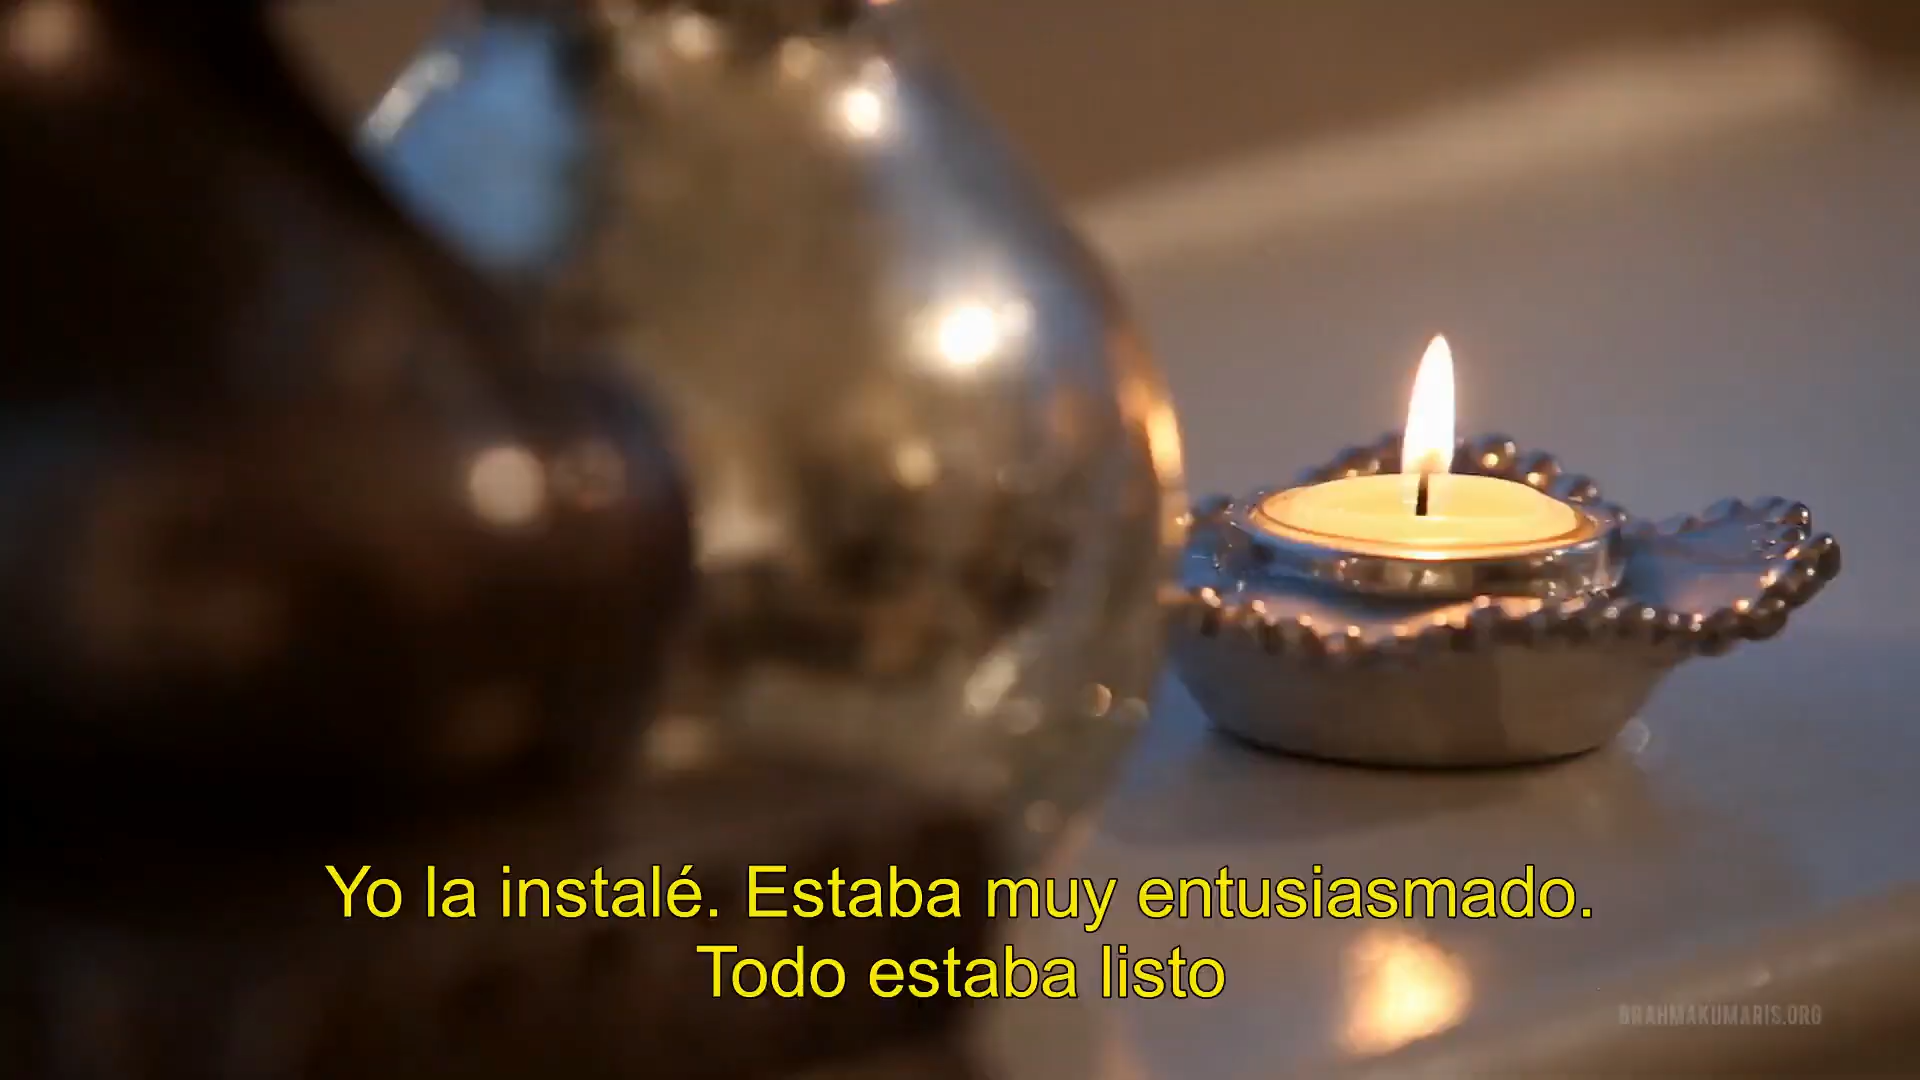 Yo la instalé. Estaba muy entusiasmado.
Todo estaba listo
BRAHMAKUMARIS.ORG